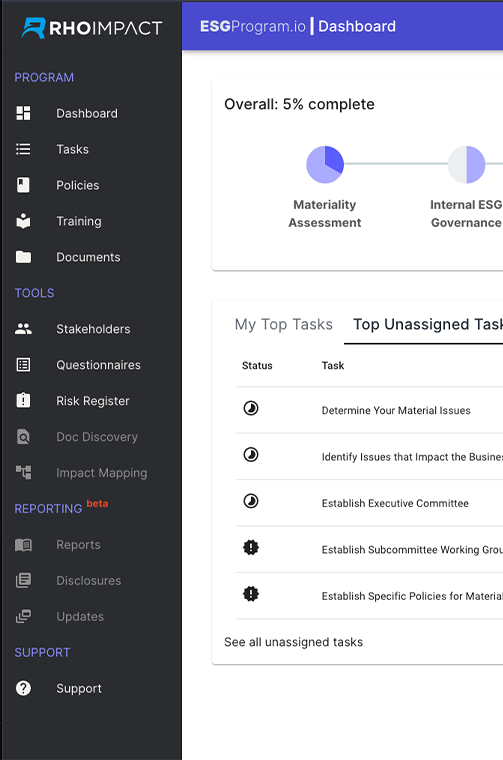 RHOIMPACT
ESGProgram.io | Dashboard
PROGRAM
Dashboard
Tasks
Policies
Training
Documents
TOOLS
Stakeholders
Questionnaires
Risk Register
Doc Discovery
Impact Mapping
REPORTING beta
Reports
Disclosures
Updates
SUPPORT
Support
Overall: 5% complete
Materiality
Assessment
Internal ESG
Governance
My Top Tasks Top Unassigned Task
Status Task
Determine Your Material Issues
Identify Issues that Impact the Busines
Establish Executive Committee
Establish Subcommittee Working Grou
Establish Specific Policies for Material
See all unassigned tasks